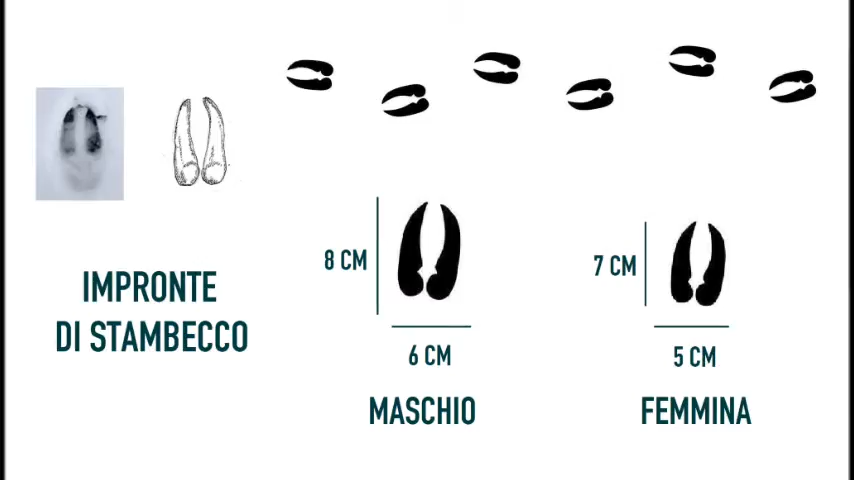 IMPRONTE
DI STAMBECCO
8 CM
6 CM
MASCHIO
7 CM
5 CM
FEMMINA